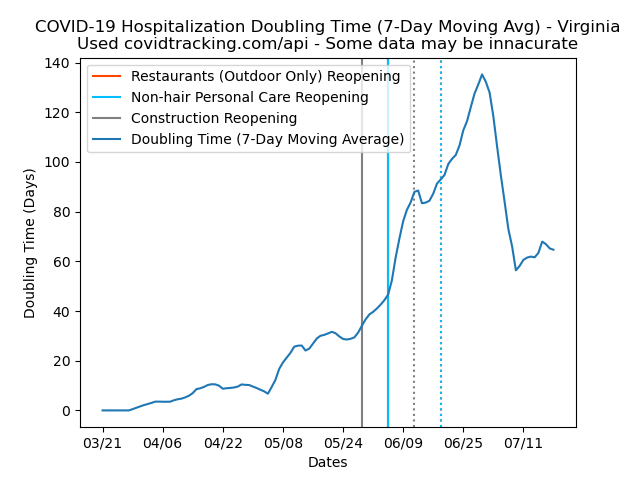 COVID-19 Hospitalization Doubling Time (7-Day Moving Avg) - Virginia
Used covidtracking.com/api - Some data may be innacurate
Restaurants (Outdoor Only) Reopening
Non-hair Personal Care Reopening
Construction Reopening
Doubling Time (7-Day Moving Average)
Doubling Time (Days)
140
120
100
80
60
40
20
0
03/21 04/06 04/22 05/08 05/24 06/09 06/25 07/11
Dates